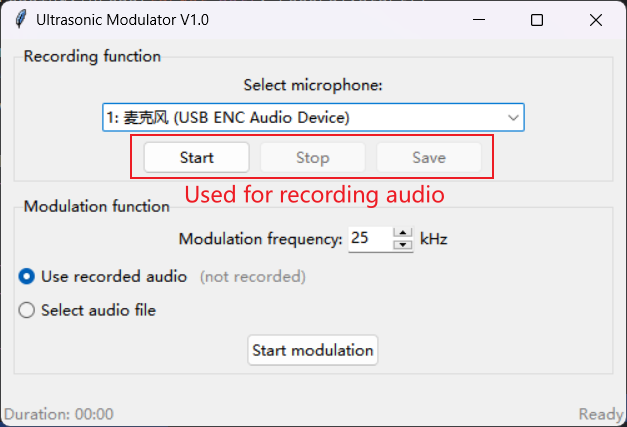 Ultrasonic Modulator V1.0
Recording function
Select microphone:
1: 麦克风 (USB ENC Audio Device)
Start Stop Save
Used for recording audio
Modulation function
Modulation frequency: 25 kHz
Use recorded audio (not recorded)
Select audio file
Start modulation
Duration: 00:00 Ready